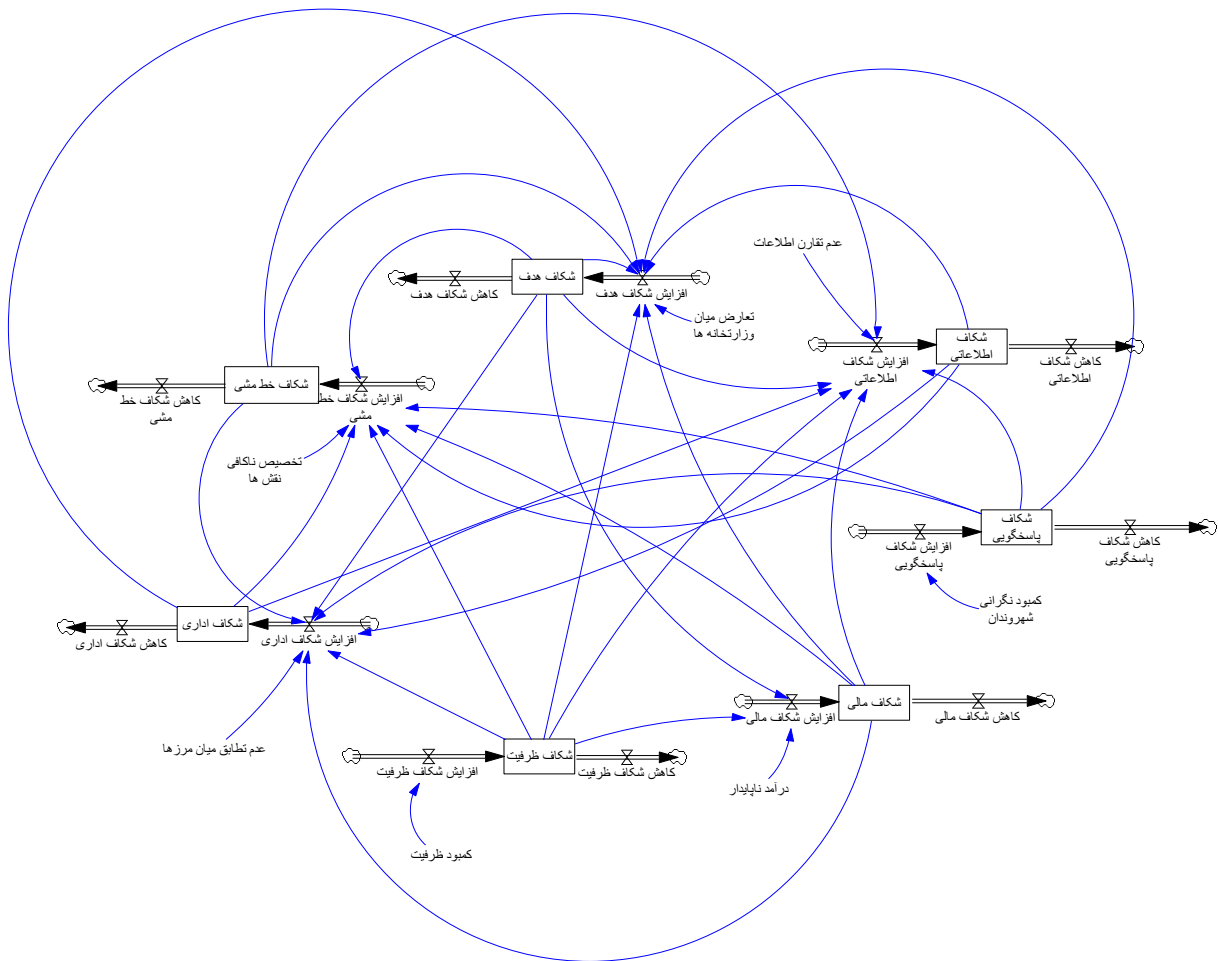 عدم تقارن اطلاعات
شکاف هدف
کاهش شکاف هدف
افزایش شکاف هدف
تعارض میان
وزارتخانه ها
شکاف
اطلاعاتی
افزایش شکاف
اطلاعاتی
کاهش شکاف
اطلاعاتی
شکاف خط مشی
افزایش شکاف خط
مشی
کاهش شکاف خط
مشی
تخصیص ناکافی
نقش ها
شکاف
پاسخگویی
افزایش شکاف
پاسخگویی
کاهش شکاف
پاسخگویی
کمبود نگرانی
شهروندان
شکاف اداری
افزایش شکاف اداری
کاهش شکاف اداری
عدم تطابق میان مرزها
شکاف مالی
افزایش شکاف مالی
کاهش شکاف مالی
درآمد ناپایدار
شکاف ظرفیت
افزایش شکاف ظرفیت
کاهش شکاف ظرفیت
کمبود ظرفیت